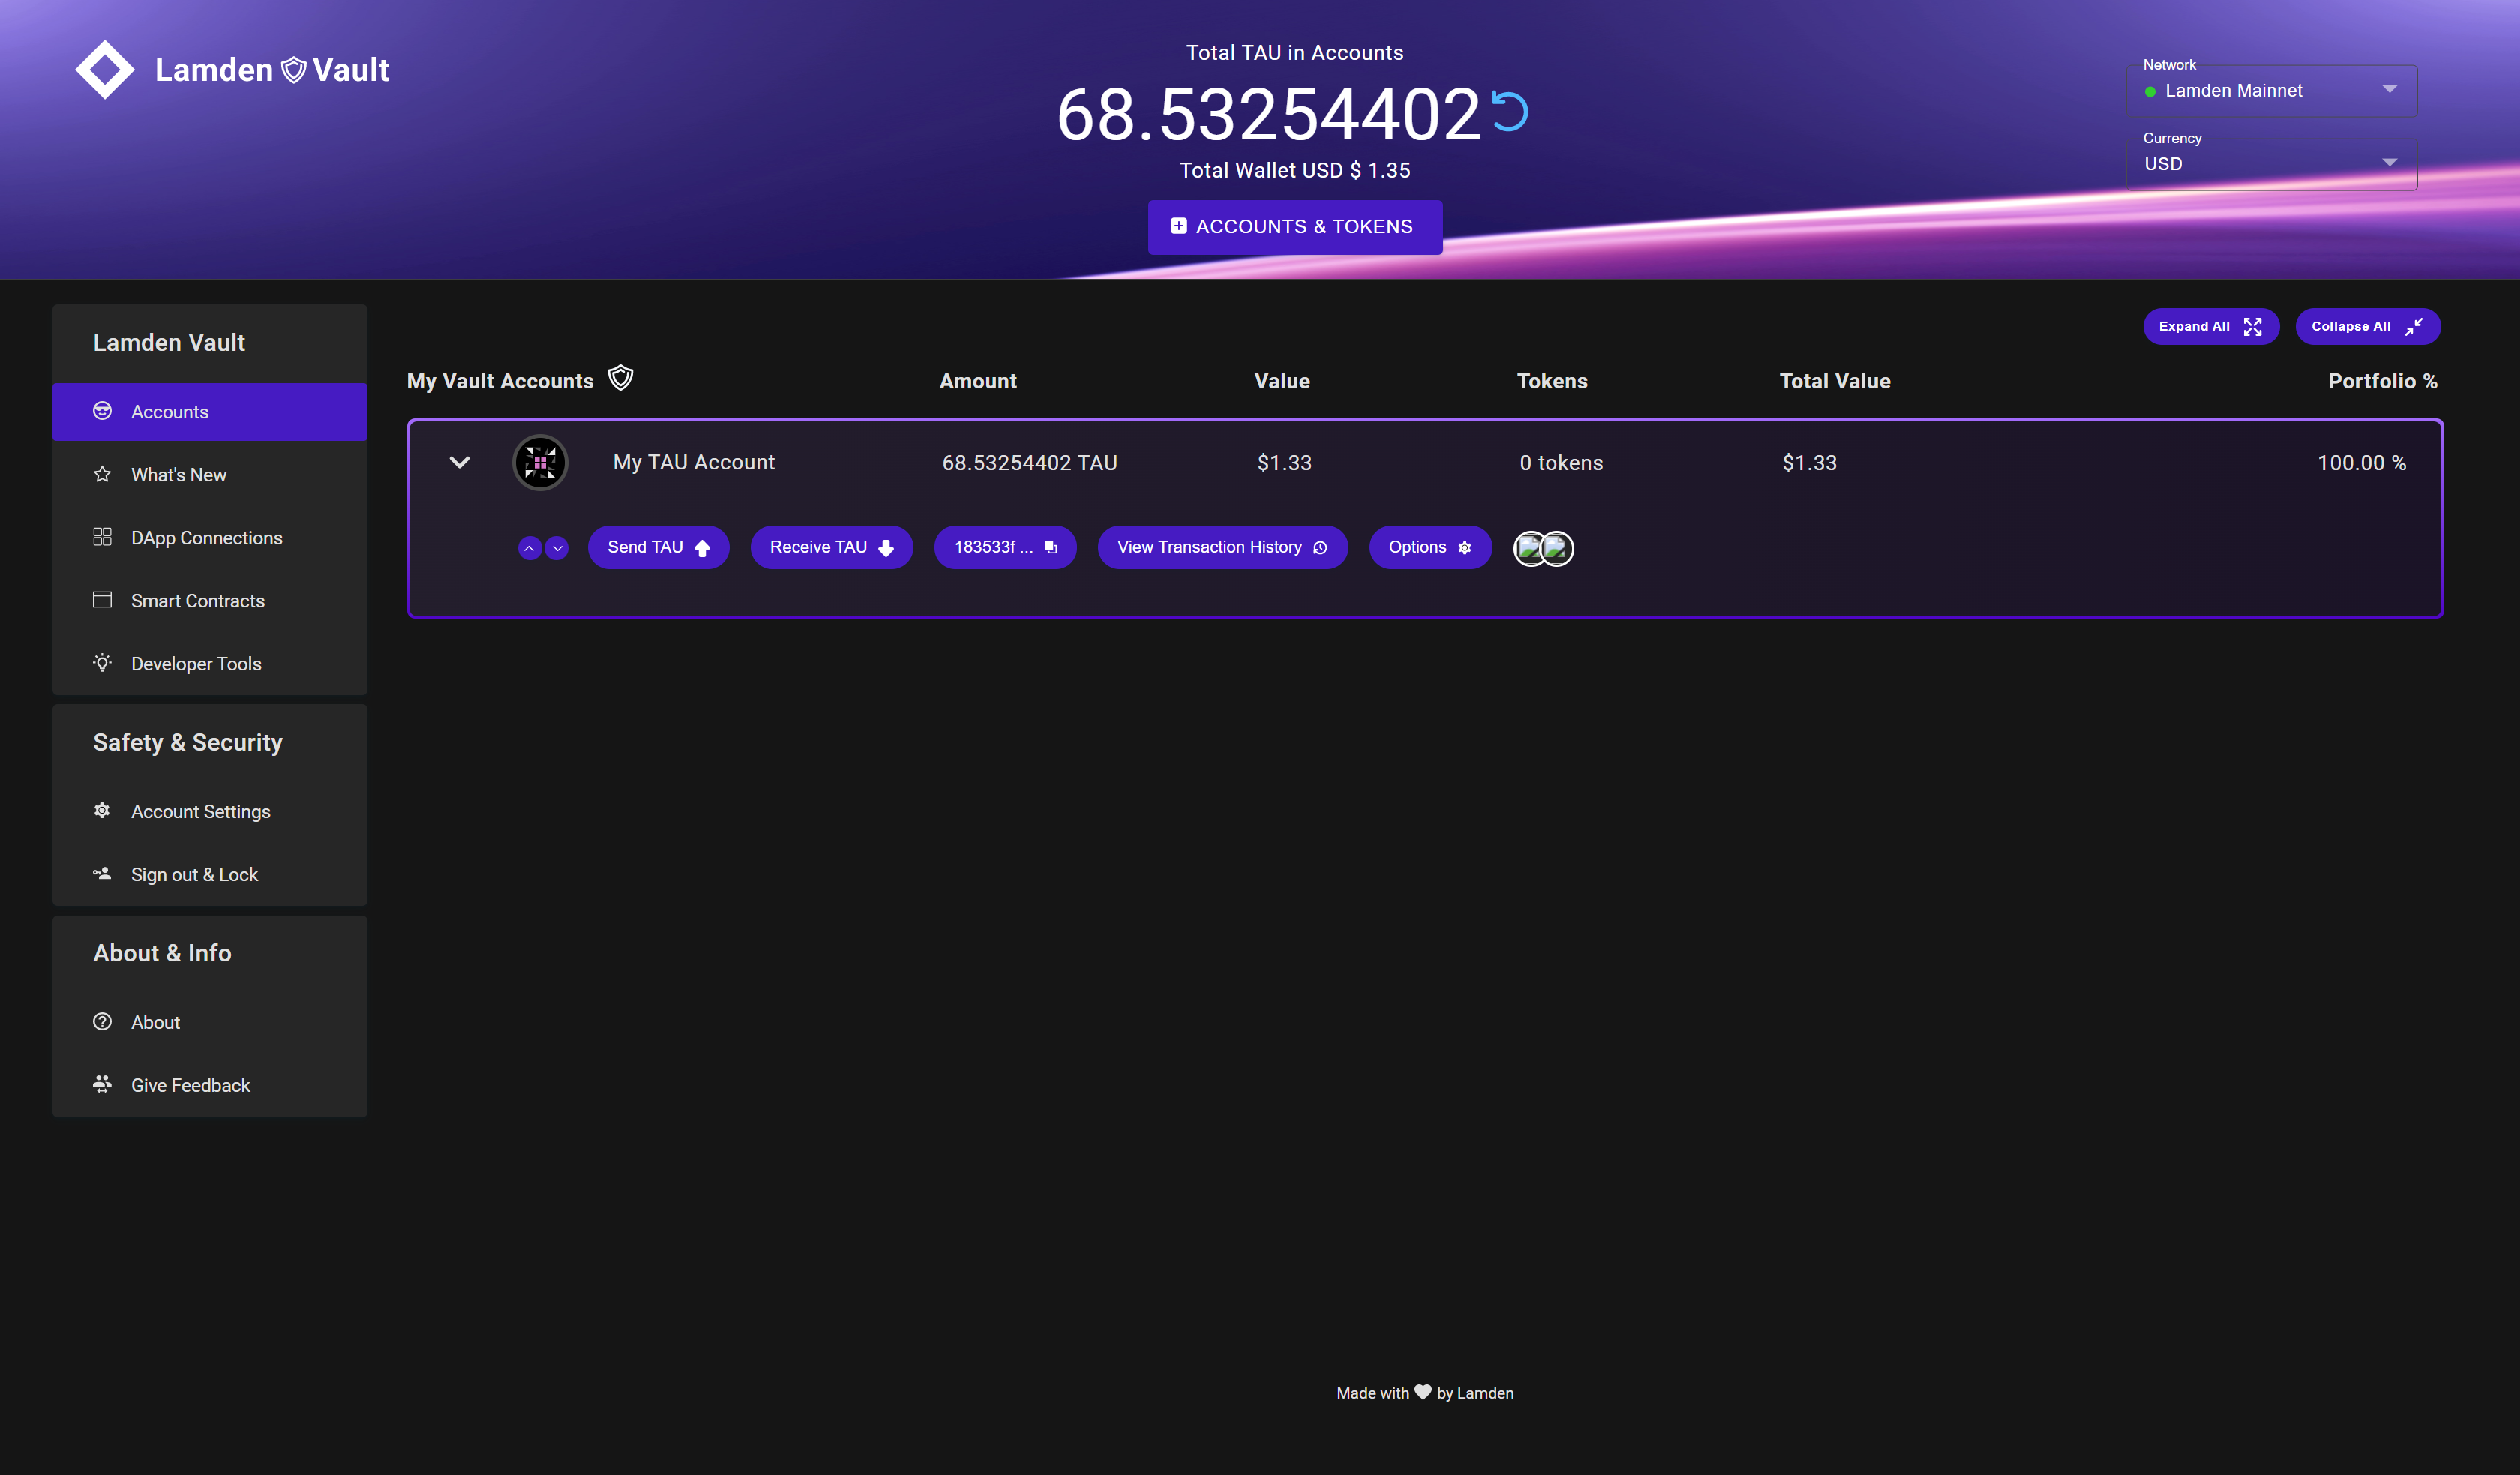 Lamden Vault
Total TAU in Accounts
68.53254402
Total Wallet USD $ 1.35
ACCOUNTS & TOKENS
Network
Lamden Mainnet
Currency
USD
Lamden Vault
Accounts
What's New
DApp Connections
Smart Contracts
Developer Tools
Safety & Security
Account Settings
Sign out & Lock
About & Info
About
Give Feedback
Expand All Collapse All
My Vault Accounts Amount Value Tokens Total Value Portfolio %
My TAU Account 68.53254402 TAU $1.33 0 tokens $1.33 100.00 %
Send TAU Receive TAU 183533f ... View Transaction History Options
Made with by Lamden